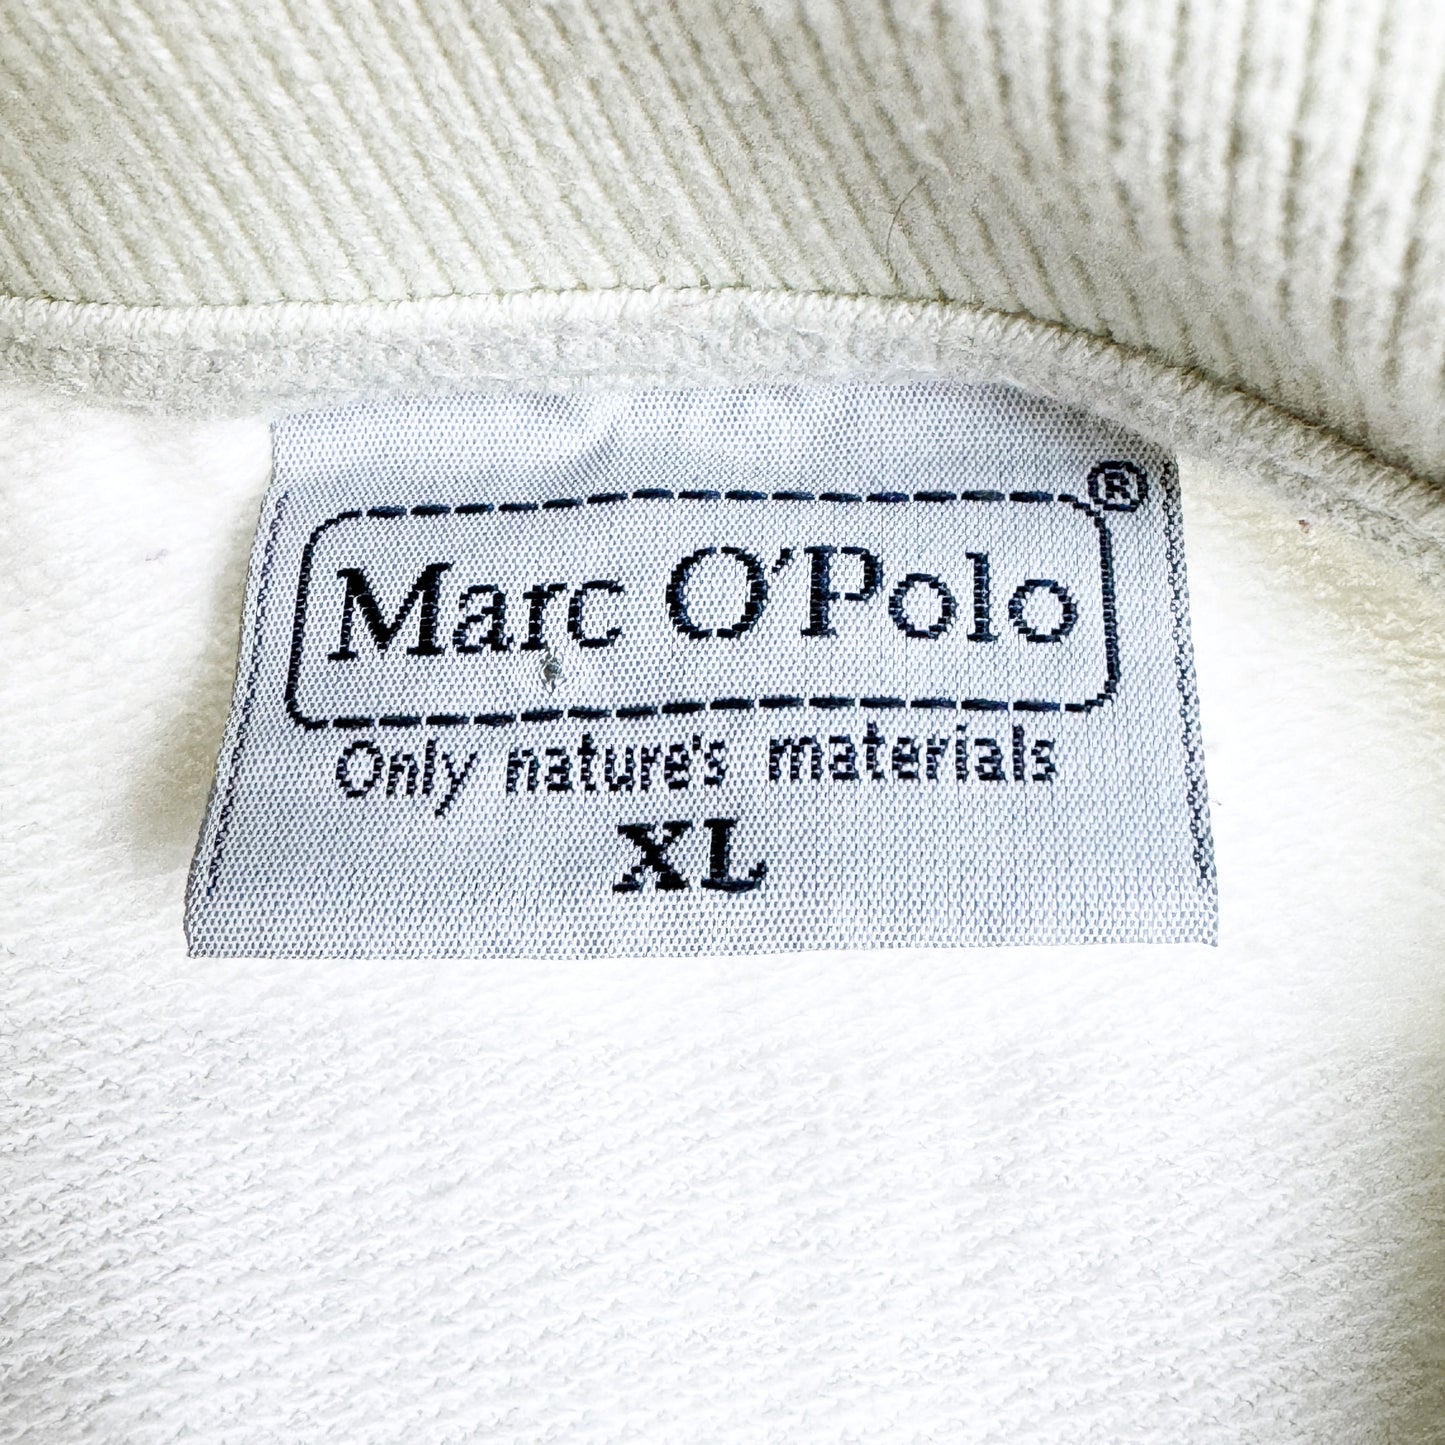 Marc O'Polo®
Only nature's materials
XL